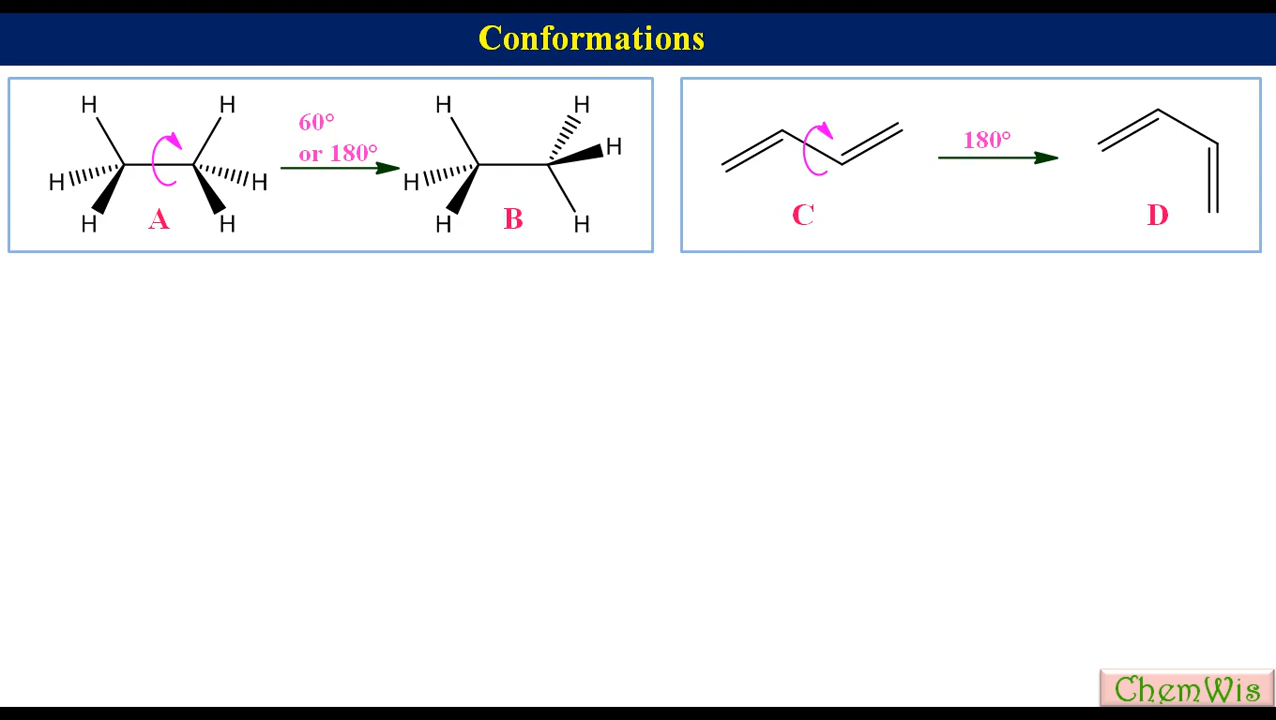 Conformations
H H H H
60°
or 180°
H H H H
H H H H
A B
180°
C D
ChemWis